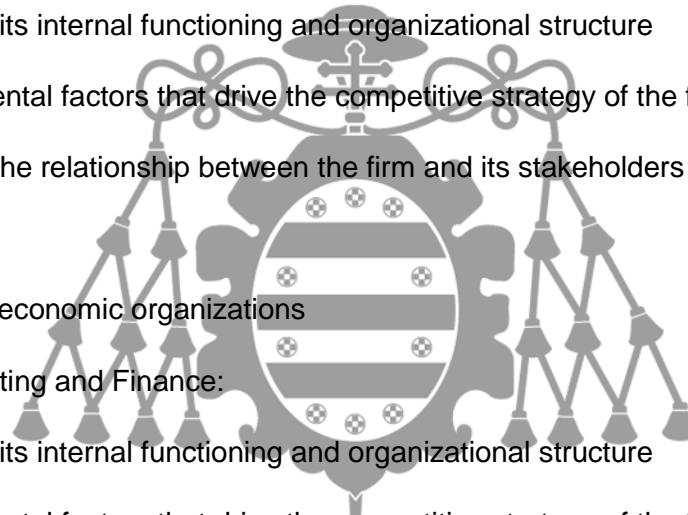 its internal functioning and organizational structure
ental factors that drive the competitive strategy of the
he relationship between the firm and its stakeholders
economic organizations
ting and Finance:
its internal functioning and organizational structure